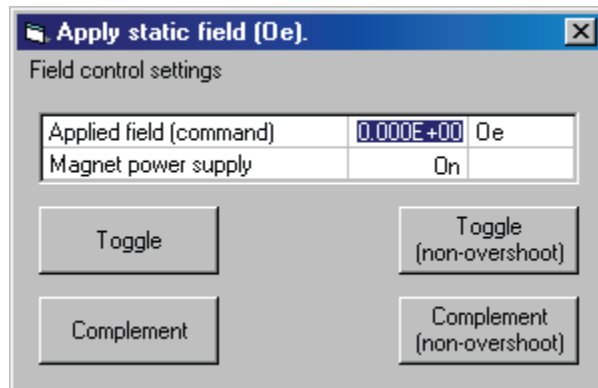 Apply static field (Oe).
Field control settings
Applied field (command) 0.000E+00 Oe
Magnet power supply On
Toggle
Toggle
(non-overshoot)
Complement
Complement
(non-overshoot)